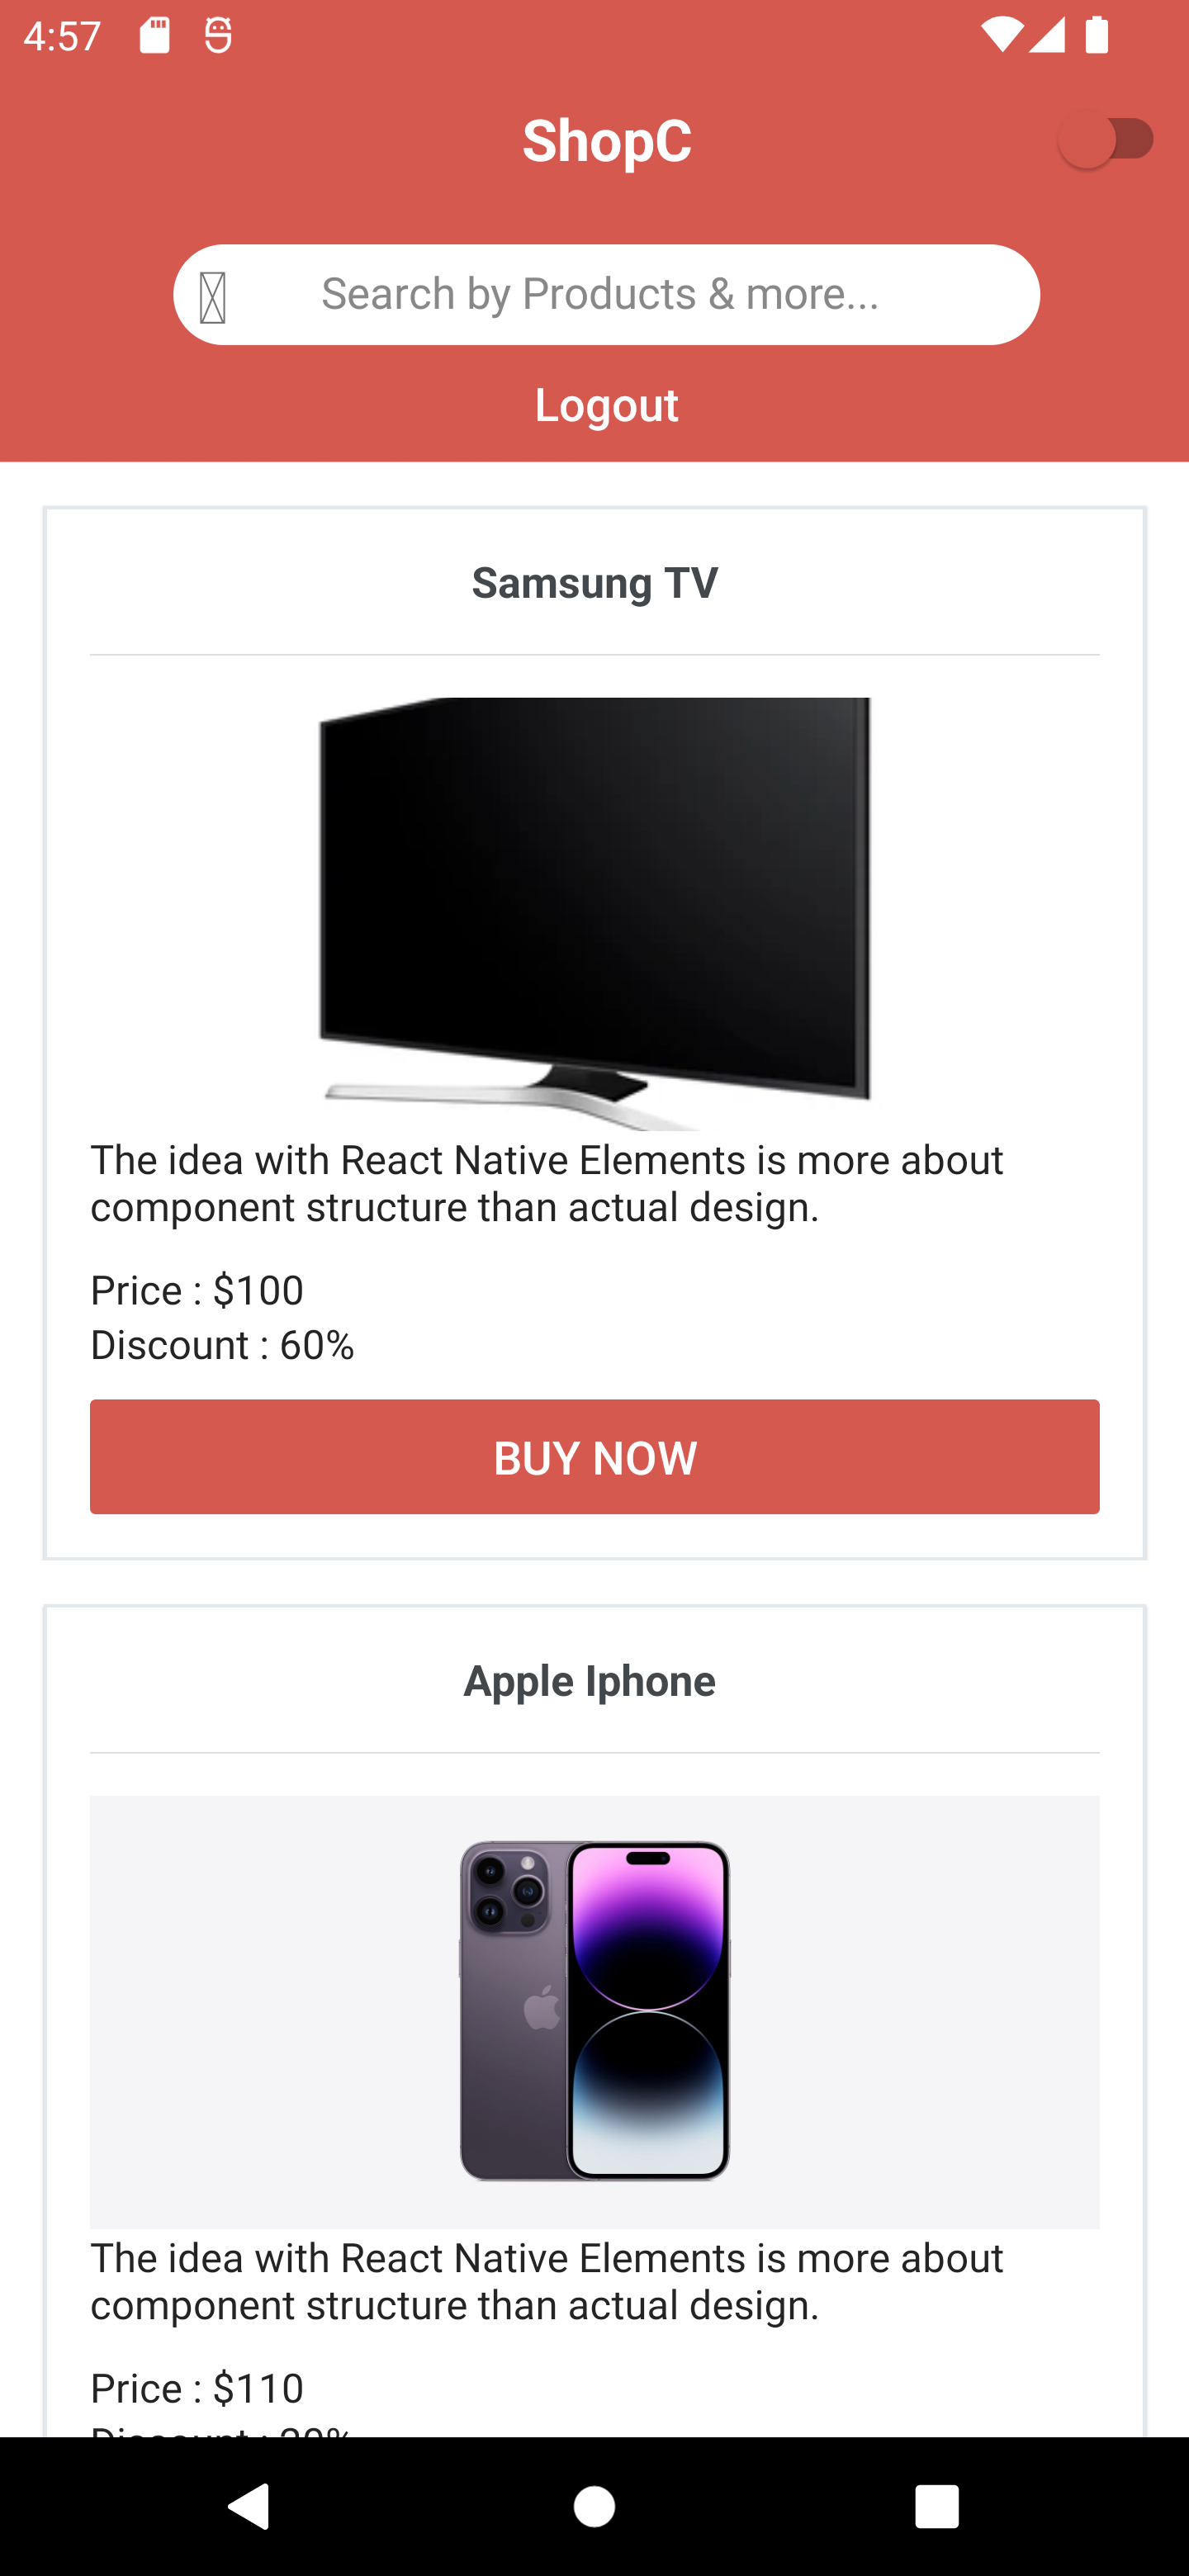 4:57
ShopC
Search by Products & more...
Logout
Samsung TV
The idea with React Native Elements is more about
component structure than actual design.
Price : $100
Discount : 60%
BUY NOW
Apple Iphone
The idea with React Native Elements is more about
component structure than actual design.
Price : $110